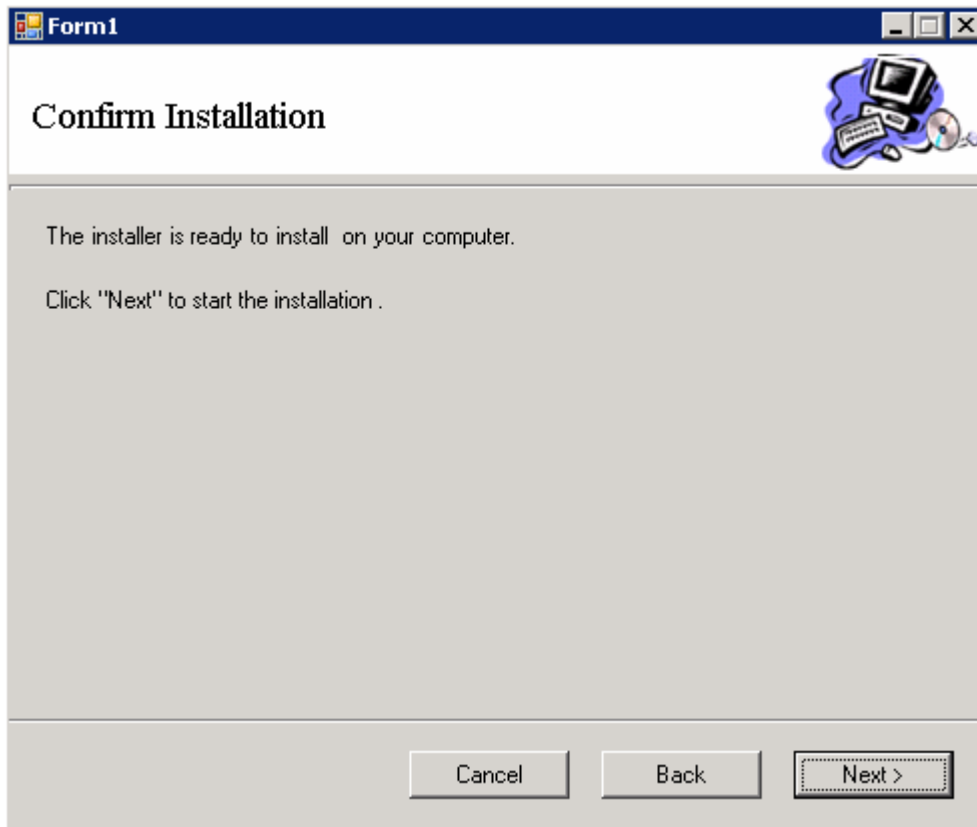 Form1
Confirm Installation
The installer is ready to install  on your computer.
Click "Next" to start the installation .
Cancel
Back
Next >